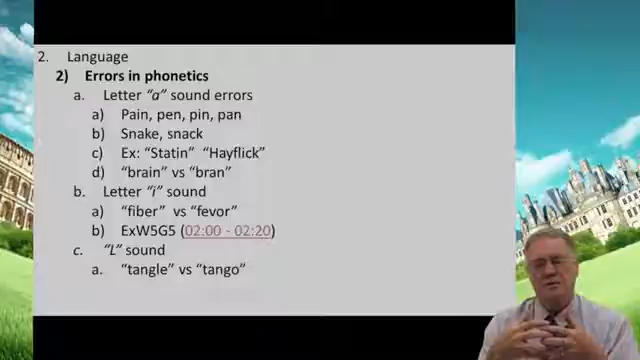 2. Language
2) Errors in phonetics
a. Letter “a” sound errors
a) Pain, pen, pin, pan
b) Snake, snack
c) Ex: “Statin” “Hayflick”
d) “brain” vs “bran”
b. Letter “i” sound
a) “fiber” vs “fevor”
b) ExW5G5 (02:00 - 02:20)
c. “L” sound
a. “tangle” vs “tango”